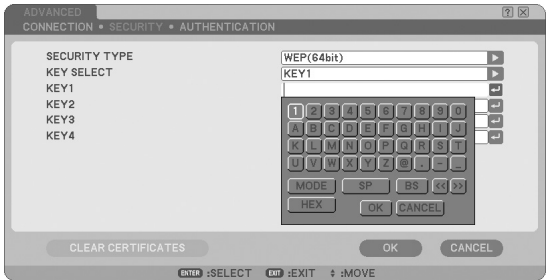 ADVANCED
CONNECTION • SECURITY • AUTHENTICATION
SECURITY TYPE WEP(64bit)
KEY SELECT KEY1
KEY1
KEY2
KEY3
KEY4
1 2 3 4 5 6 7 8 9 0
A B C D E F G H I J
K L M N O P Q R S T
U V W X Y Z @ . - _
MODE SP BS << >>
HEX OK CANCEL
CLEAR CERTIFICATES OK CANCEL
ENTER :SELECT EXIT :EXIT :MOVE